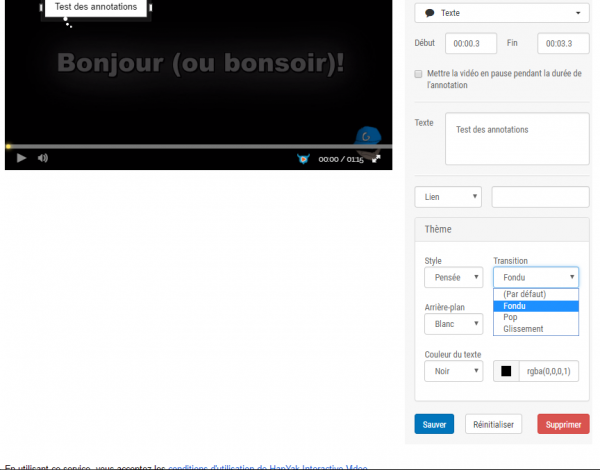 Test des annotations
Bonjour (ou bonsoir)!
00:00 / 01:15
Texte
Début 00:00.3 Fin 00:03.3
Mettre la vidéo en pause pendant la durée de
l'annotation
Texte Test des annotations
Lien
Thème
Style Transition
Pensée Fondu
(Par défaut)
Arrière-plan Fondu
Blanc Pop
Glissement
Couleur du texte
Noir rgba(0,0,0,1)
Sauver Réinitialiser Supprimer
En utilisant ce service, vous acceptez les conditions d'utilisation de HapYak Interactive Video